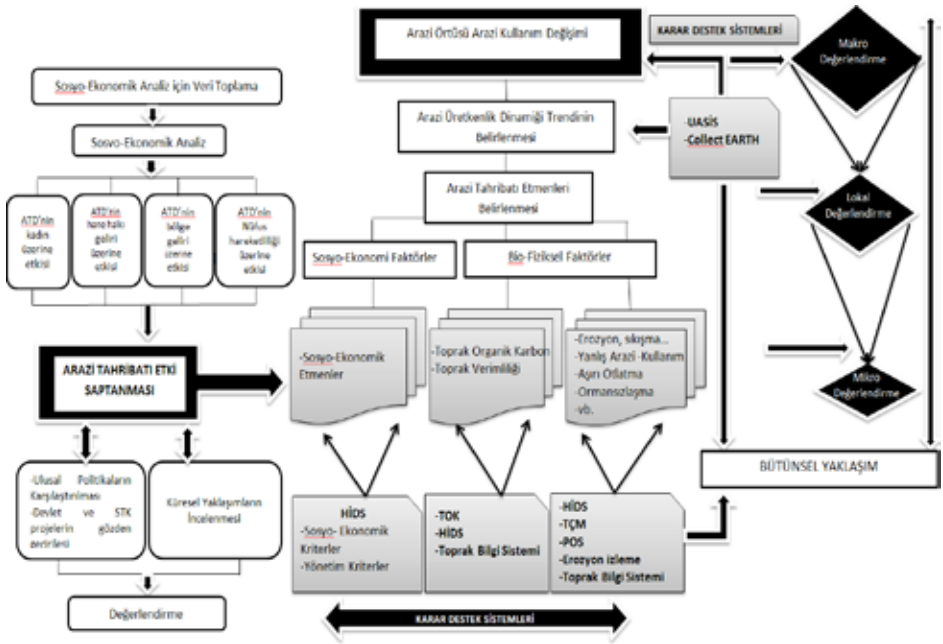 Sosyo-Ekonomik Analiz için Veri Toplama
Sosyo-Ekonomik Analiz
ATD'nin
kadın
üzerine
etkisi
ATD'nin
hane halkı
geliri
üzerine
etkisi
ATD'nin
bölge
geliri
üzerine
etkisi
ATD'nin
Nüfus
hareketliliği
üzerine
etkisi
ARAZİ TAHRİBATI ETKİ
SAPTANMASI
-Ulusal Politikaların
Karşılaştırılması
-Devlet ve STK
projelerin gözden
Küresel Yaklaşımların
İncelenmesi
Değerlendirme
Arazi Örtüsü Arazi Kullanım Değişimi
Arazi Üretkenlik Dinamiği Trendinin
Belirlenmesi
Arazi Tahribatı Etmenleri
Belirlenmesi
Sosyo-Ekonomi Faktörler
Bio-Fiziksel Faktörler
-Sosyo-Ekonomik
Etmenler
-Toprak Organik Karbon
-Toprak Verimliliği
-Erozyon, sıkışma...
-Yanlış Arazi -Kullanım
-Aşırı Otlatma
-Ormansızlaşma
-vb.
HİDS
-Sosyo- Ekonomik
Kriterler
-Yönetim Kriterler
-TOK
-HİDS
-Toprak Bilgi Sistemi
-HİDS
-TÇM
-POS
-Erozyon izleme
-Toprak Bilgi Sistemi
KARAR DESTEK SİSTEMLERİ
KARAR DESTEK SİSTEMLERİ
-UASİS
-Collect EARTH
Makro
Değerlendirme
Lokal
Değerlendirme
Mikro
Değerlendirme
BÜTÜNSEL YAKLAŞIM